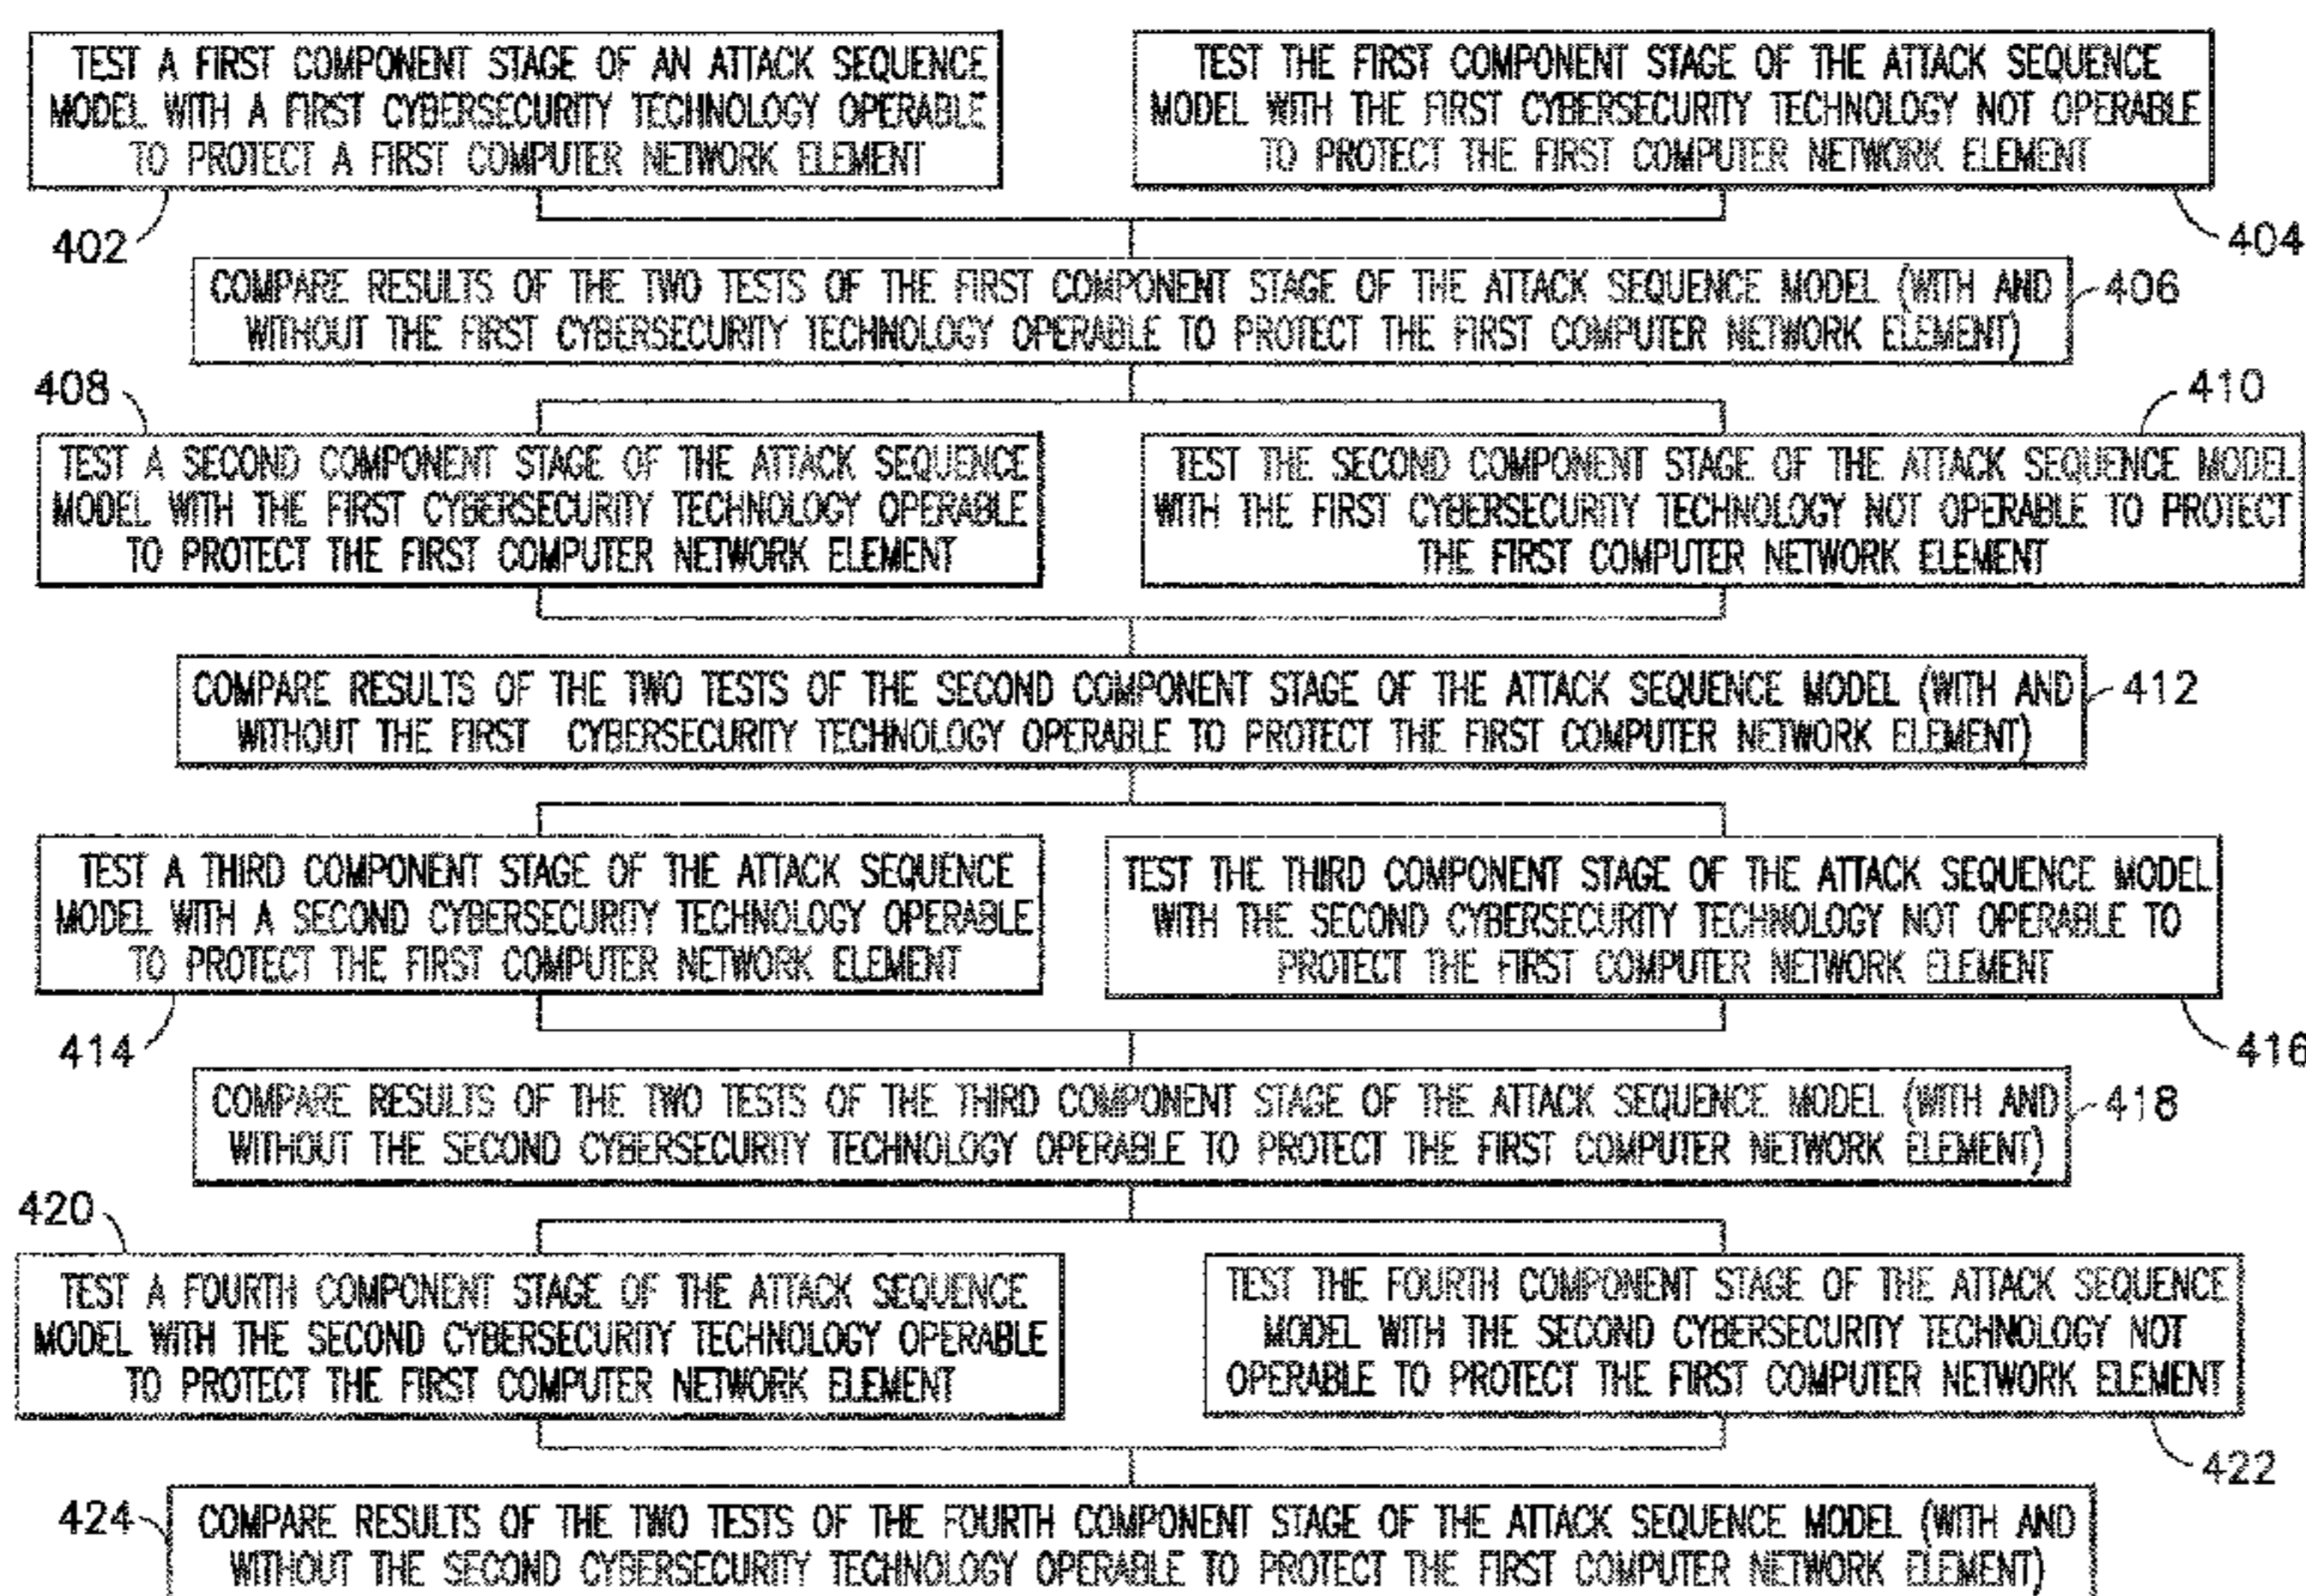 TEST A FIRST COMPONENT STAGE OF AN ATTACK SEQUENCE
MODEL WITH A FIRST CYBERSECURITY TECHNOLOGY OPERABLE
TO PROTECT A FIRST COMPUTER NETWORK ELEMENT
402
TEST THE FIRST COMPONENT STAGE OF THE ATTACK SEQUENCE
MODEL WITH THE FIRST CYBERSECURITY TECHNOLOGY NOT OPERABLE
TO PROTECT THE FIRST COMPUTER NETWORK ELEMENT
404
COMPARE RESULTS OF THE TWO TESTS OF THE FIRST COMPONENT STAGE OF THE ATTACK SEQUENCE MODEL (WITH AND
WITHOUT THE FIRST CYBERSECURITY TECHNOLOGY OPERABLE TO PROTECT THE FIRST COMPUTER NETWORK ELEMENT)
406
408
TEST A SECOND COMPONENT STAGE OF THE ATTACK SEQUENCE
MODEL WITH THE FIRST CYBERSECURITY TECHNOLOGY OPERABLE
TO PROTECT THE FIRST COMPUTER NETWORK ELEMENT
410
TEST THE SECOND COMPONENT STAGE OF THE ATTACK SEQUENCE MODEL
WITH THE FIRST CYBERSECURITY TECHNOLOGY NOT OPERABLE TO PROTECT
THE FIRST COMPUTER NETWORK ELEMENT
COMPARE RESULTS OF THE TWO TESTS OF THE SECOND COMPONENT STAGE OF THE ATTACK SEQUENCE MODEL (WITH AND
WITHOUT THE FIRST CYBERSECURITY TECHNOLOGY OPERABLE TO PROTECT THE FIRST COMPUTER NETWORK ELEMENT)
412
TEST A THIRD COMPONENT STAGE OF THE ATTACK SEQUENCE
MODEL WITH A SECOND CYBERSECURITY TECHNOLOGY OPERABLE
TO PROTECT THE FIRST COMPUTER NETWORK ELEMENT
414
TEST THE THIRD COMPONENT STAGE OF THE ATTACK SEQUENCE MODEL
WITH THE SECOND CYBERSECURITY TECHNOLOGY NOT OPERABLE TO
PROTECT THE FIRST COMPUTER NETWORK ELEMENT
416
COMPARE RESULTS OF THE TWO TESTS OF THE THIRD COMPONENT STAGE OF THE ATTACK SEQUENCE MODEL (WITH AND
WITHOUT THE SECOND CYBERSECURITY TECHNOLOGY OPERABLE TO PROTECT THE FIRST COMPUTER NETWORK ELEMENT)
418
420
TEST A FOURTH COMPONENT STAGE OF THE ATTACK SEQUENCE
MODEL WITH THE SECOND CYBERSECURITY TECHNOLOGY OPERABLE
TO PROTECT THE FIRST COMPUTER NETWORK ELEMENT
TEST THE FOURTH COMPONENT STAGE OF THE ATTACK SEQUENCE
MODEL WITH THE SECOND CYBERSECURITY TECHNOLOGY NOT
OPERABLE TO PROTECT THE FIRST COMPUTER NETWORK ELEMENT
422
424
COMPARE RESULTS OF THE TWO TESTS OF THE FOURTH COMPONENT STAGE OF THE ATTACK SEQUENCE MODEL (WITH AND
WITHOUT THE SECOND CYBERSECURITY TECHNOLOGY OPERABLE TO PROTECT THE FIRST COMPUTER NETWORK ELEMENT)